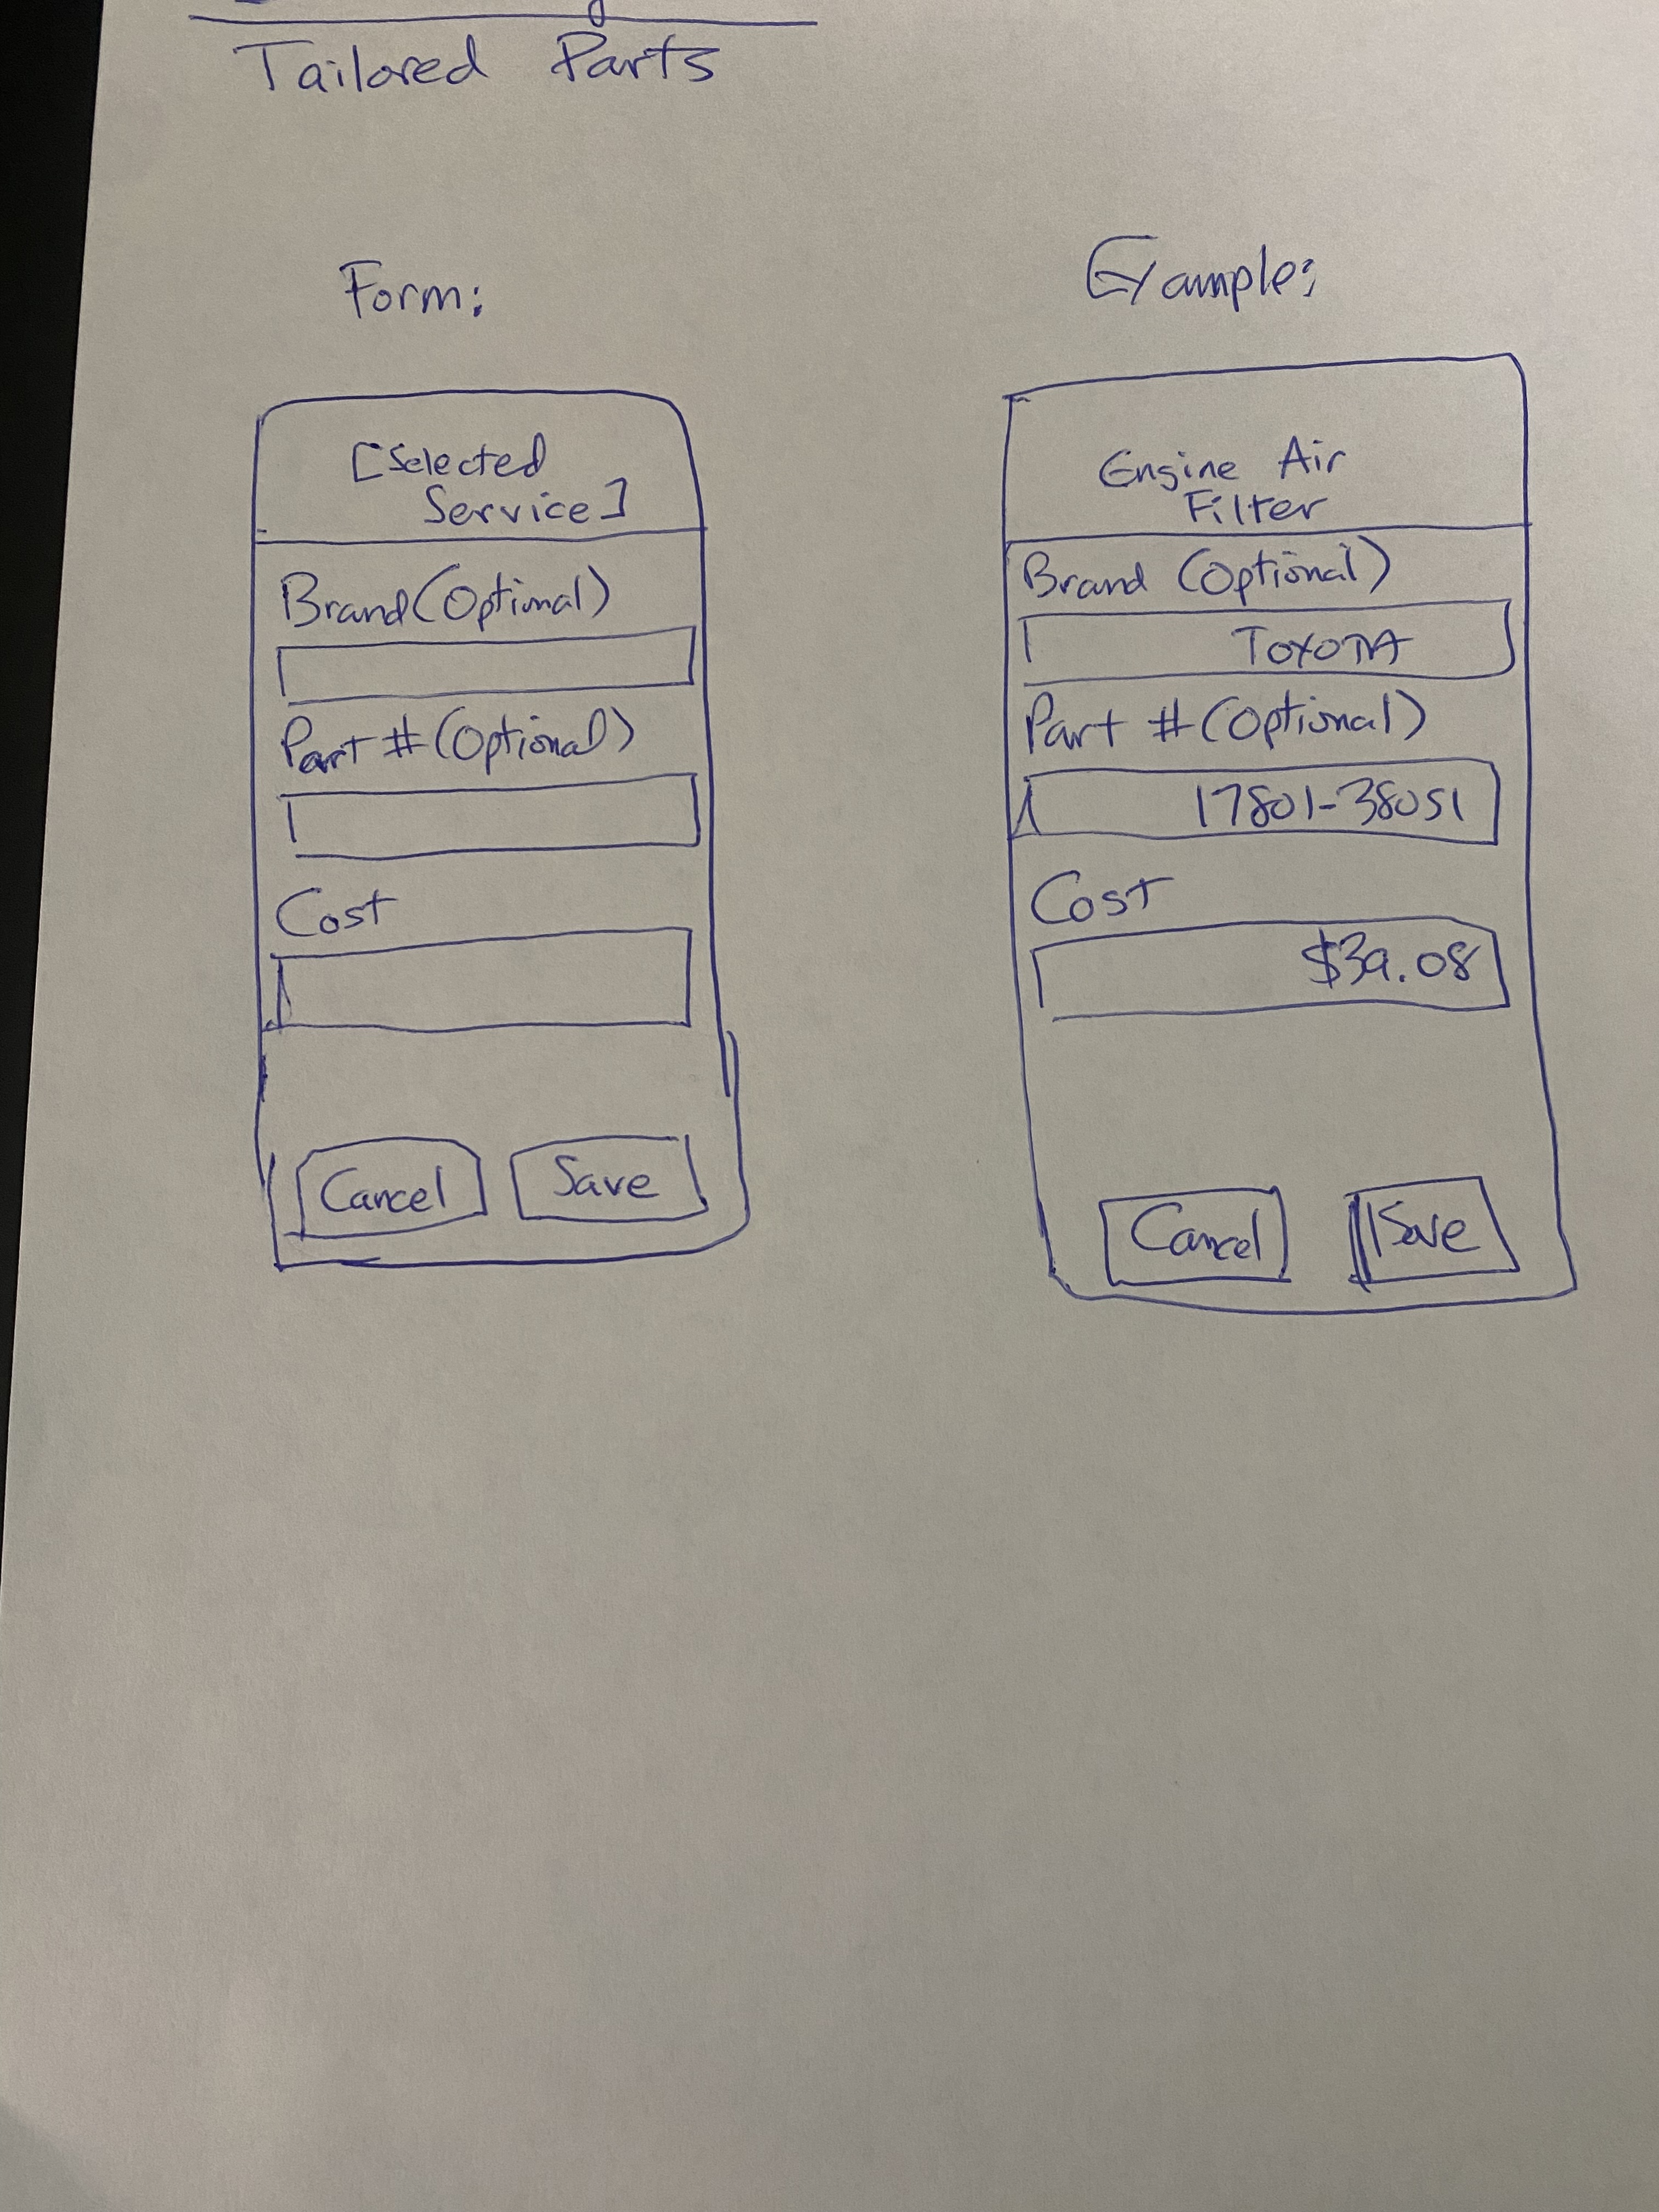 Tailored Parts
Form:
[Selected
Service]
Brand (Optional)
Part # (Optional)
Cost
Cancel
Save
Example:
Engine Air
Filter
Brand (Optional)
TOYOTA
Part # (Optional)
17801-38051
Cost
$39.08
Cancel
Save